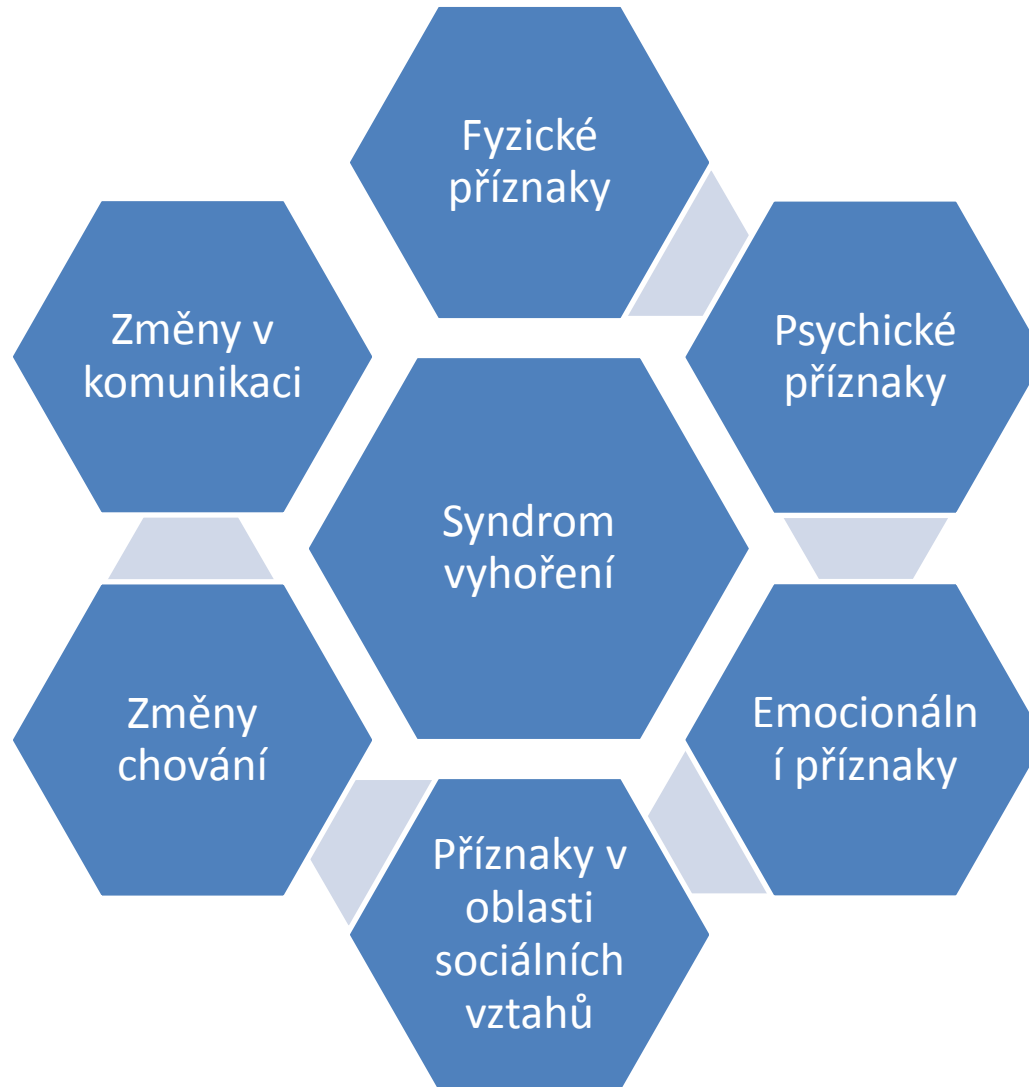 Fyzické
příznaky
Psychické
příznaky
Emocionáln
í příznaky
Příznaky v
oblasti
sociálních
vztahů
Změny
chování
Změny v
komunikaci
Syndrom
vyhoření